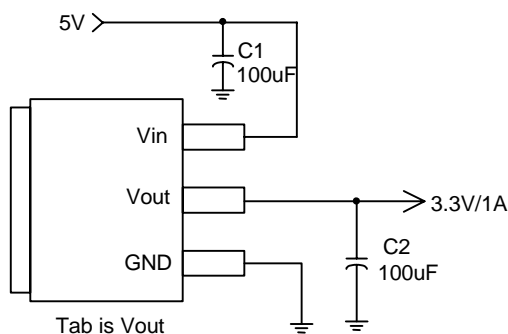 5V
C1
100uF
Vin
Vout
3.3V/1A
C2
100uF
GND
Tab is Vout